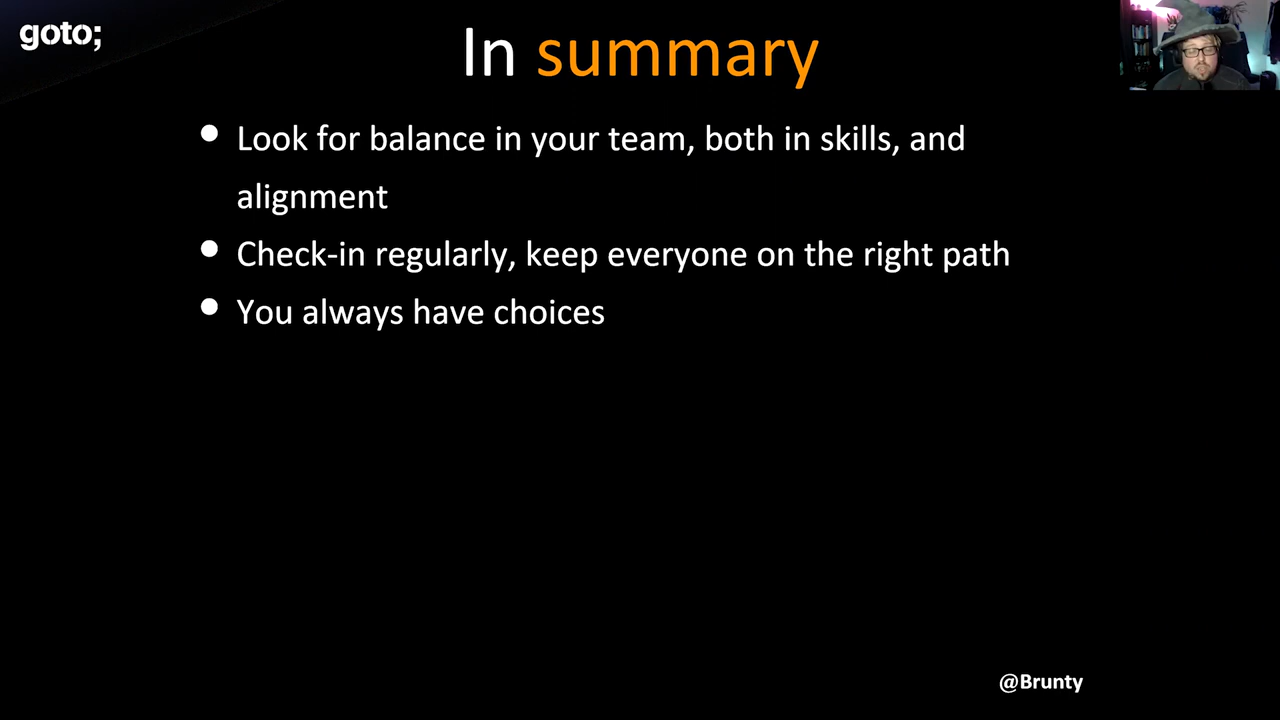 goto;
In summary
Look for balance in your team, both in skills, and
alignment
Check-in regularly, keep everyone on the right path
You always have choices
@Brunty